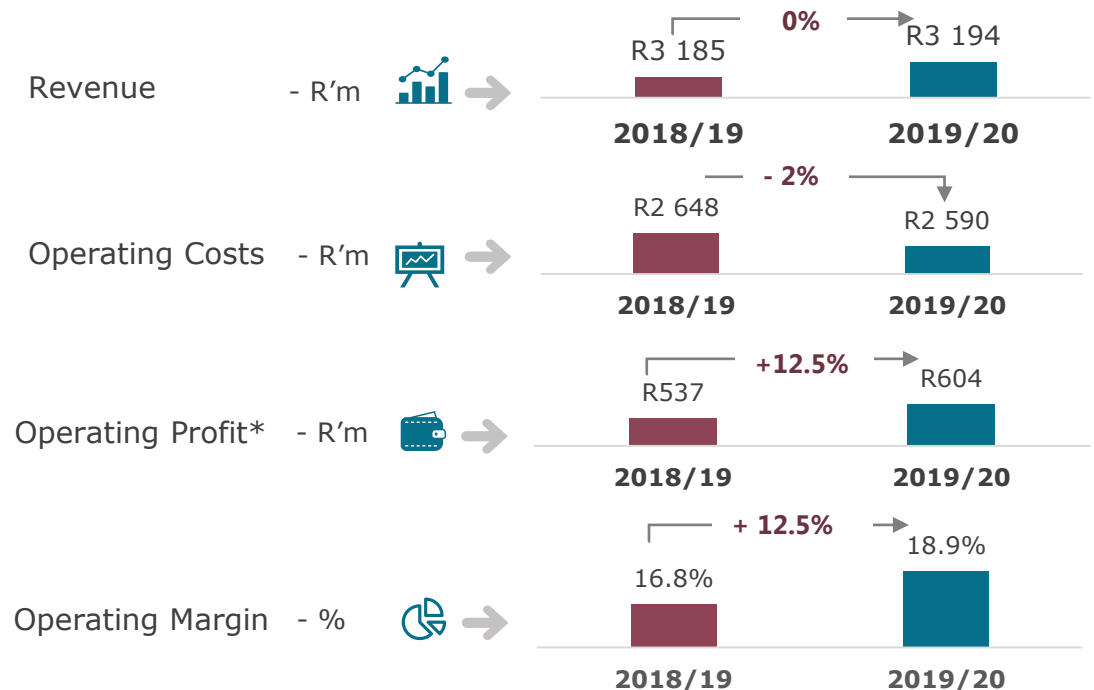 0%
R3 185
R3 194
Revenue - R’m
2018/19 2019/20
- 2%
R2 648
R2 590
Operating Costs - R’m
2018/19 2019/20
+12.5%
R537
R604
Operating Profit* - R’m
2018/19 2019/20
+ 12.5%
16.8%
18.9%
Operating Margin - %
2018/19 2019/20